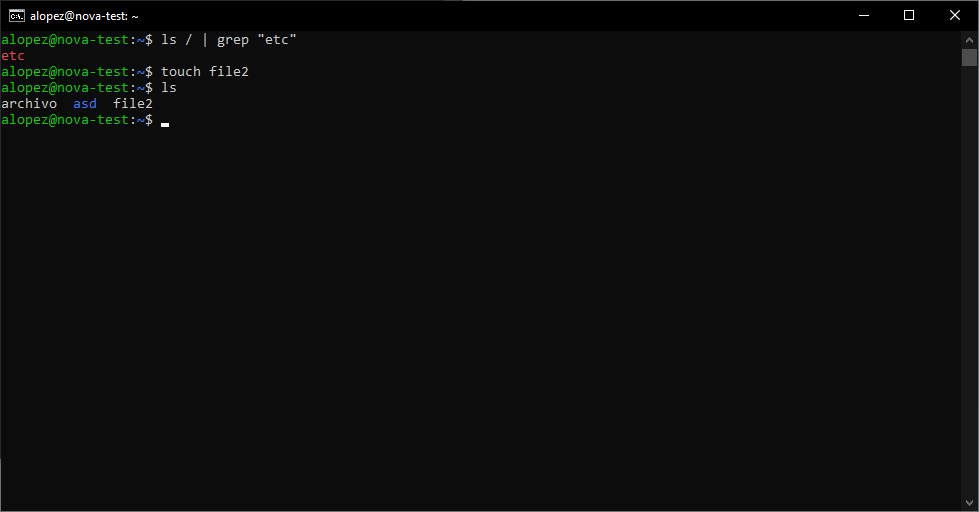 alopez@nova-test: ~
alopez@nova-test:~$ ls / | grep "etc"
etc
alopez@nova-test:~$ touch file2
alopez@nova-test:~$ ls
archivo  asd  file2
alopez@nova-test:~$